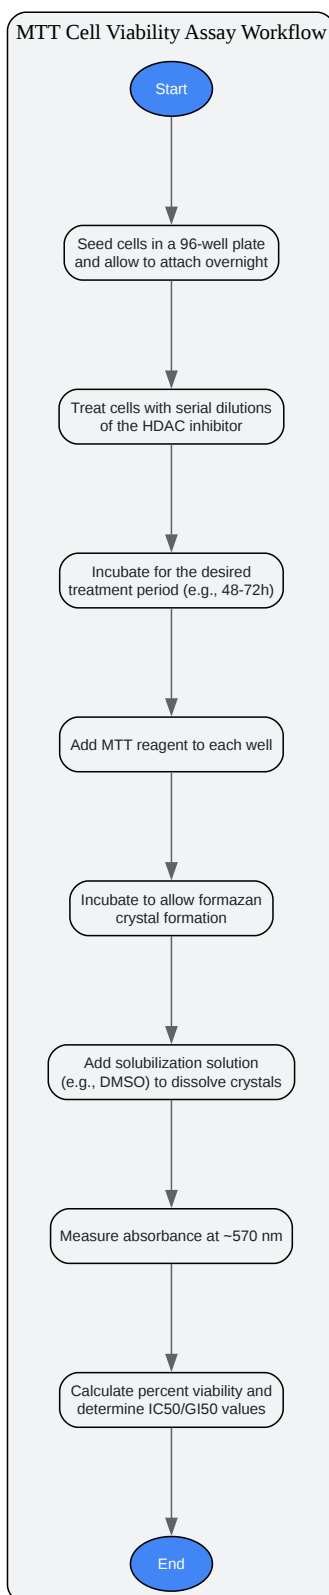 MTT Cell Viability Assay Workflow
Start
Seed cells in a 96-well plate
and allow to attach overnight
Treat cells with serial dilutions
of the HDAC inhibitor
Incubate for the desired
treatment period (e.g., 48-72h)
Add MTT reagent to each well
Incubate to allow formazan
crystal formation
Add solubilization solution
(e.g., DMSO) to dissolve crystals
Measure absorbance at ~570 nm
Calculate percent viability and
determine IC50/GI50 values
End